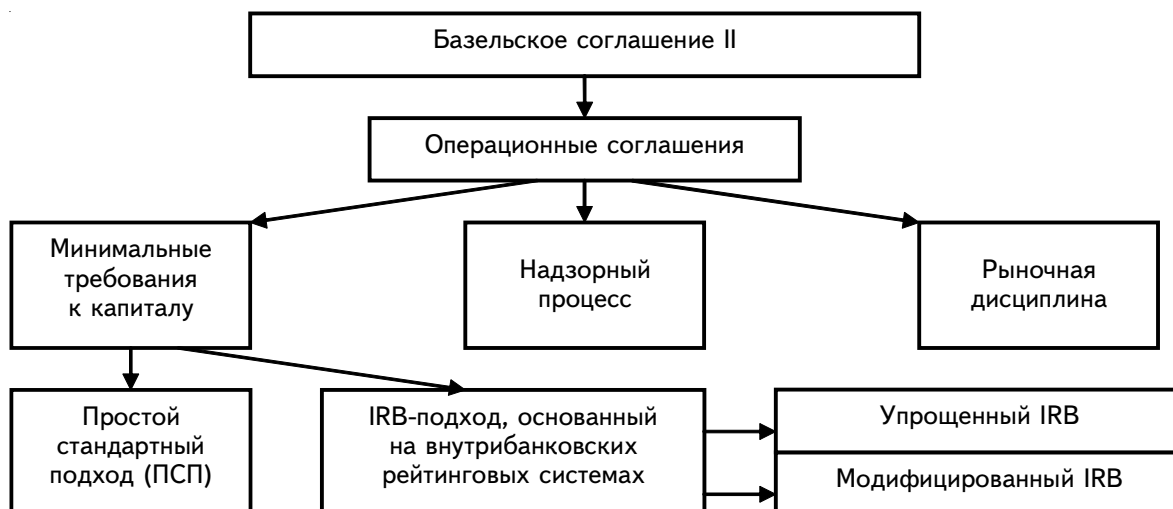 Базельское соглашение II
Операционные соглашения
Минимальные
требования
к капиталу
Надзорный
процесс
Рыночная
дисциплина
Простой
стандартный
подход (ПСП)
IRB-подход, основанный
на внутрибанковских
рейтинговых системах
Упрощенный IRB
Модифицированный IRB